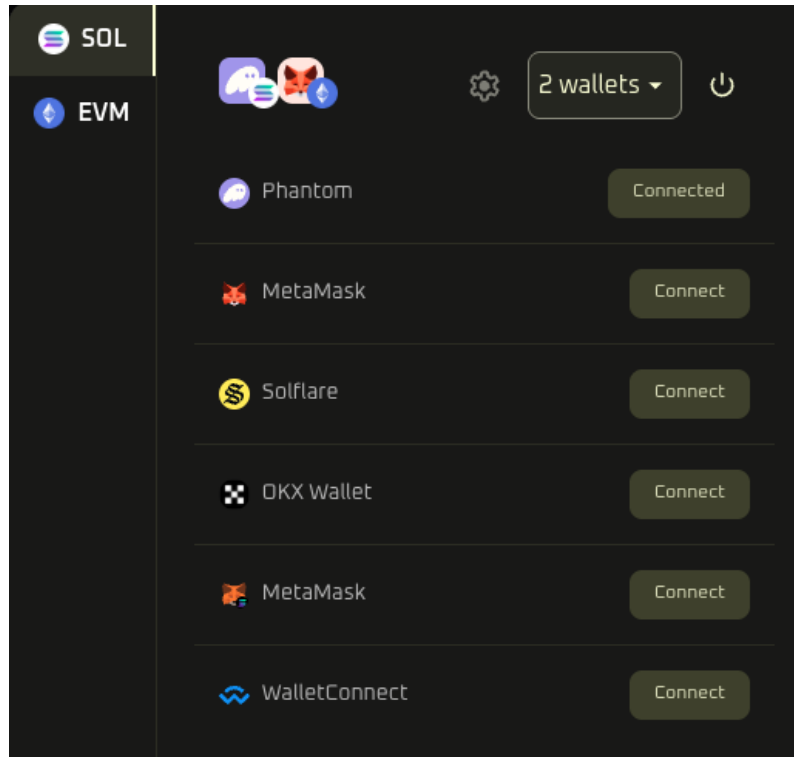 SOL
EVM
2 wallets
Phantom
Connected
MetaMask
Connect
Solflare
Connect
OKX Wallet
Connect
MetaMask
Connect
WalletConnect
Connect